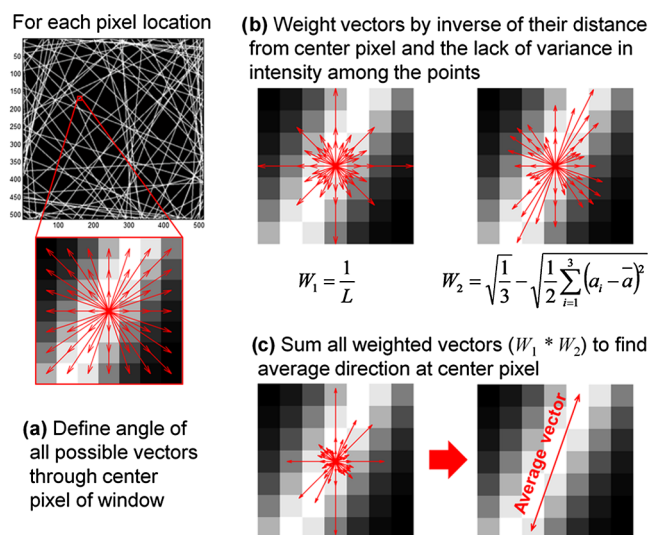 For each pixel location
50
100
150
200
250
300
350
400
450
500
100 200 300 400 500
(a) Define angle of
all possible vectors
through center
pixel of window
(b) Weight vectors by inverse of their distance
from center pixel and the lack of variance in
intensity among the points
W₁ = 1/L
W₂ = √(1/3) − √(1/2 ∑_{i=1}^{3} (a_i − a̅)²)
(c) Sum all weighted vectors (W₁ * W₂) to find
average direction at center pixel
Average vector